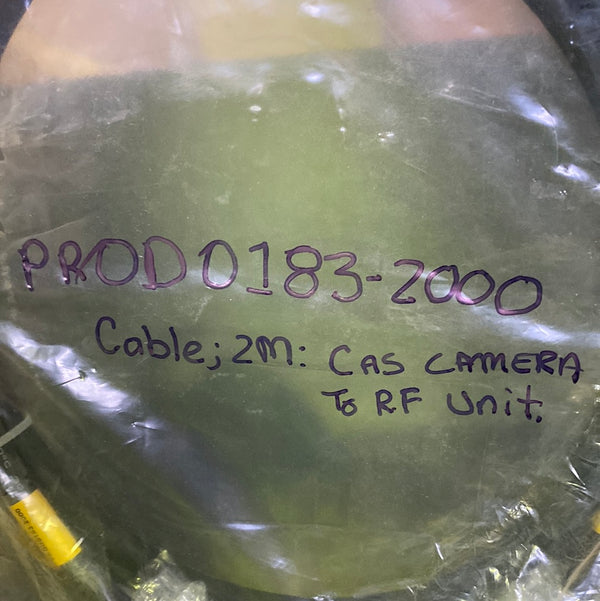 PROD0183-2000
Cable; 2M: CAS CAMERA
To RF Unit.